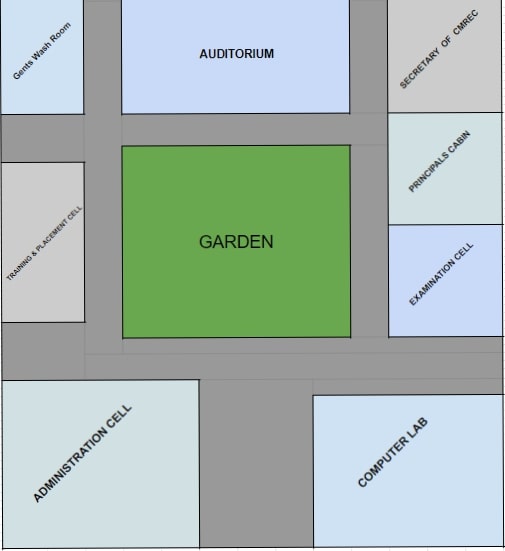 Gents Wash Room
AUDITORIUM
SECRETARY OF CMREC
PRINCIPALS CABIN
TRAINING & PLACEMENT CELL
GARDEN
EXAMINATION CELL
ADMINISTRATION CELL
COMPUTER LAB